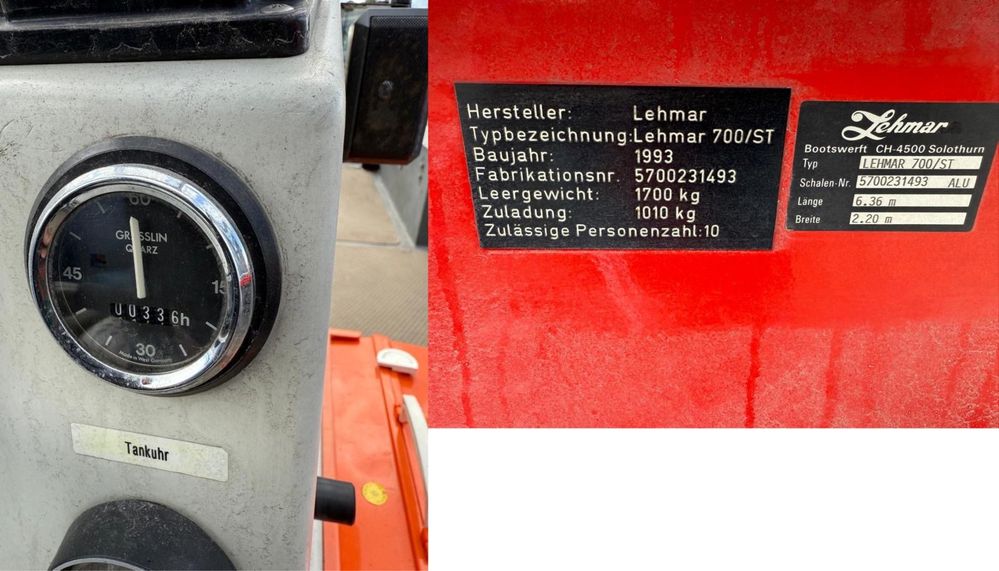 60
GRÄSSLIN
QUARZ
45
15
00336h
30
Made in West Germany
Tankuhr
Hersteller: Lehmar
Typbezeichnung: Lehmar 700/ST
Baujahr: 1993
Fabrikationsnr. 5700231493
Leergewicht: 1700 kg
Zuladung: 1010 kg
Zulässige Personenzahl: 10
Lehmar
Bootswerft CH-4500 Solothurn
Typ LEHMAR 700/ST
Schalen-Nr. 5700231493 ALU
Länge 6.36 m
Breite 2.20 m